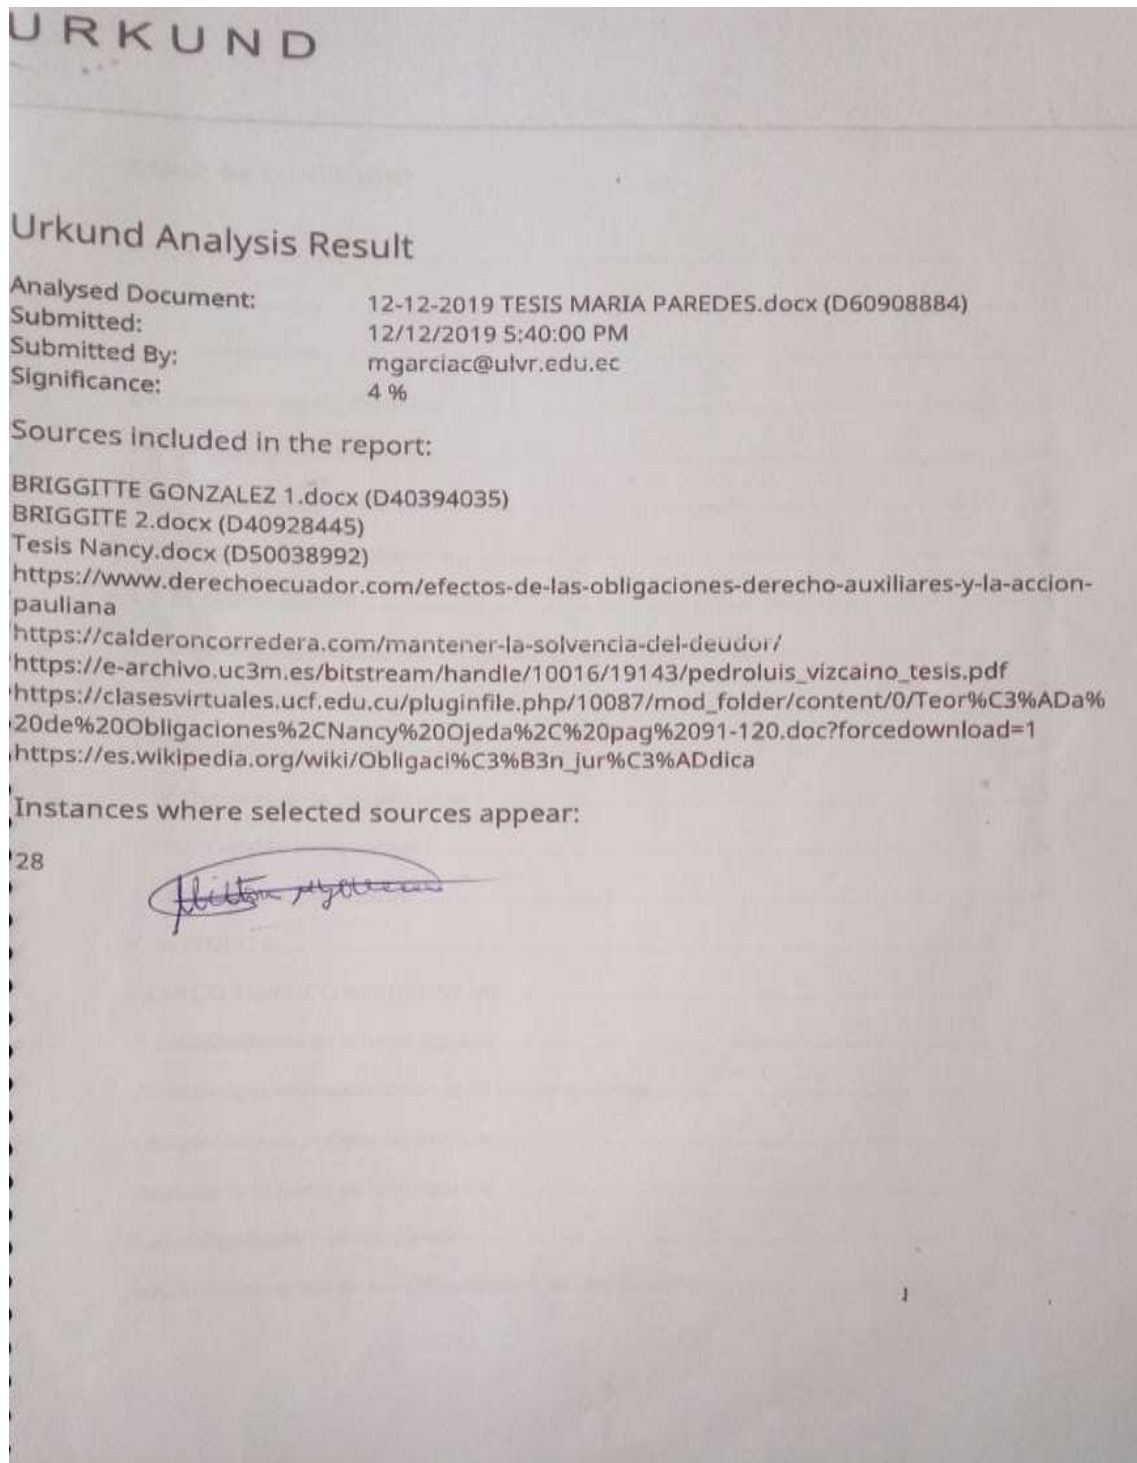 URKUND
Urkund Analysis Result
Analysed Document: 12-12-2019 TESIS MARIA PAREDES.docx (D60908884)
Submitted: 12/12/2019 5:40:00 PM
Submitted By: mgarciac@ulvr.edu.ec
Significance: 4 %
Sources included in the report:
BRIGGITTE GONZALEZ 1.docx (D40394035)
BRIGGITE 2.docx (D40928445)
Tesis Nancy.docx (D50038992)
https://www.derechoecuador.com/efectos-de-las-obligaciones-derecho-auxiliares-y-la-accion-
pauliana
https://calderoncorredera.com/mantener-la-solvencia-del-deudor/
https://e-archivo.uc3m.es/bitstream/handle/10016/19143/pedroluis_vizcaino_tesis.pdf
https://clasesvirtuales.ucf.edu.cu/pluginfile.php/10087/mod_folder/content/0/Teor%C3%ADa%
20de%20Obligaciones%2CNancy%20Ojeda%2C%20pag%2091-120.doc?forcedownload=1
https://es.wikipedia.org/wiki/Obligaci%C3%B3n_jur%C3%ADdica
Instances where selected sources appear:
28